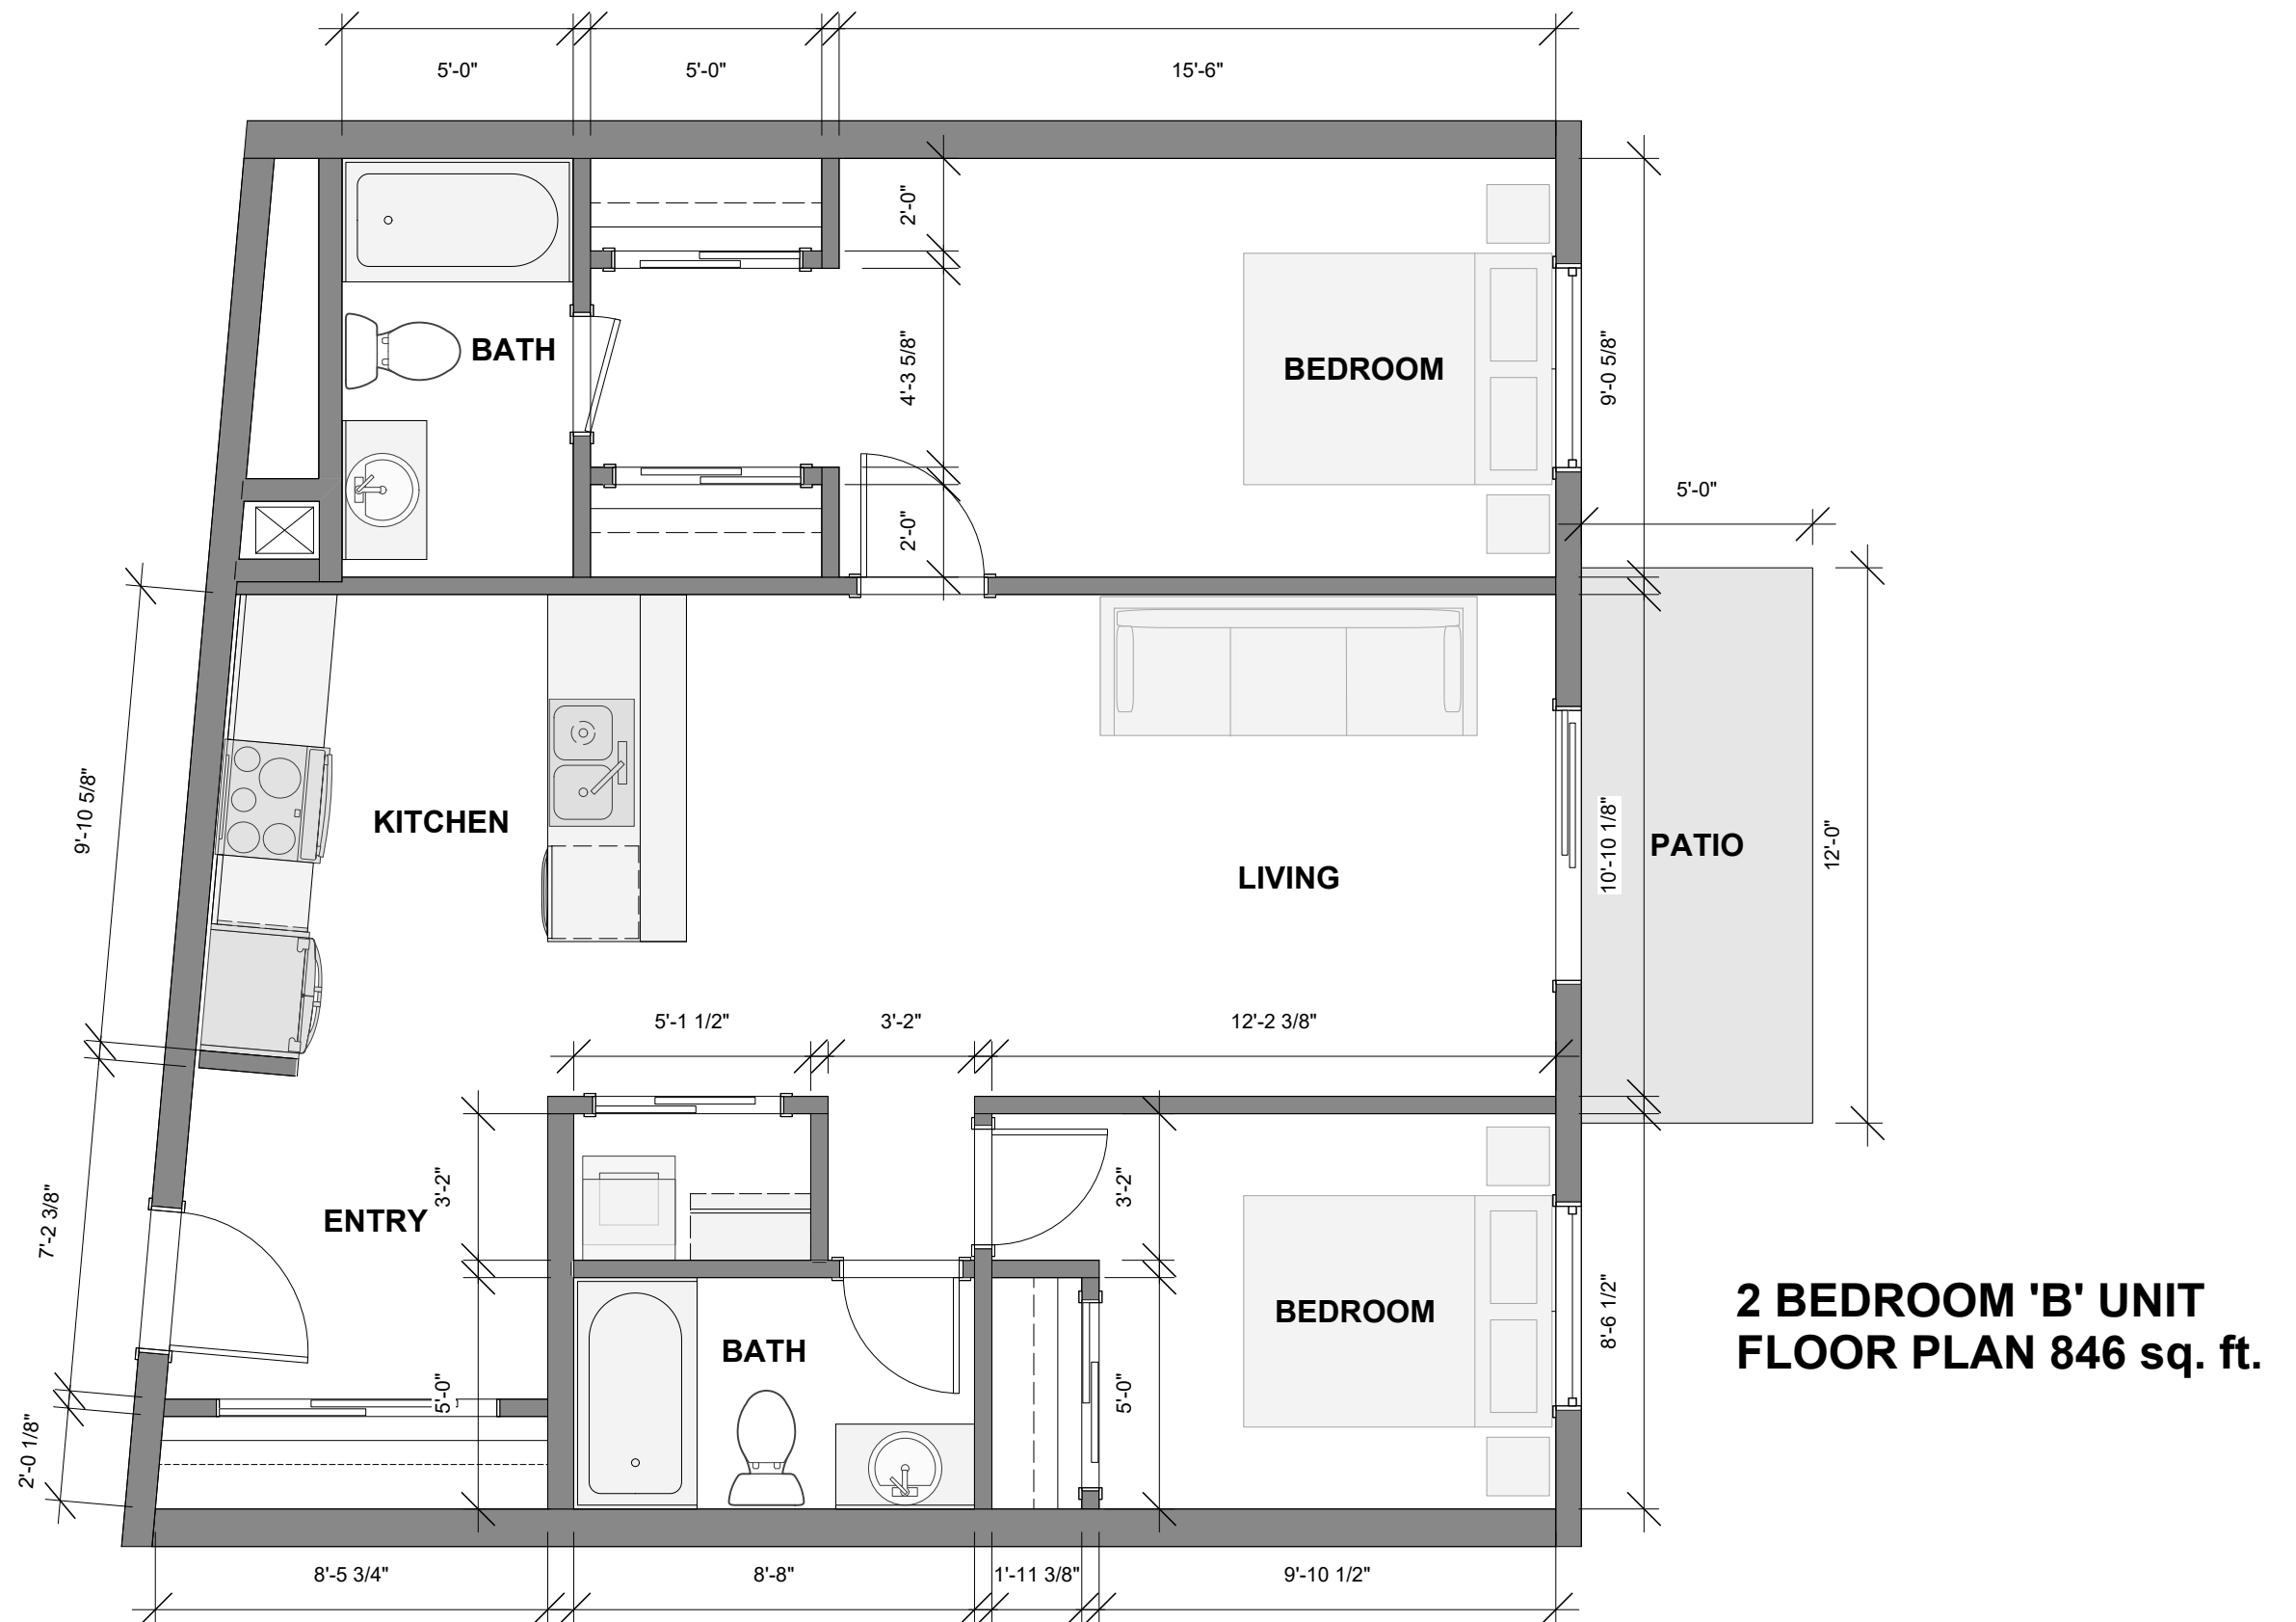 5'-0" 5'-0" 15'-6"
2'-0"
BATH
4'-3 5/8"
BEDROOM
9'-0 5/8"
5'-0"
2'-0"
9'-10 5/8"
KITCHEN
LIVING
10'-10 1/8"
PATIO
12'-0"
5'-1 1/2" 3'-2" 12'-2 3/8"
7'-2 3/8"
ENTRY
3'-2"
3'-2"
2 BEDROOM 'B' UNIT
FLOOR PLAN 846 sq. ft.
BEDROOM
8'-6 1/2"
BATH
5'-0"
5'-0"
2'-0 1/8"
8'-5 3/4" 8'-8" 1'-11 3/8" 9'-10 1/2"